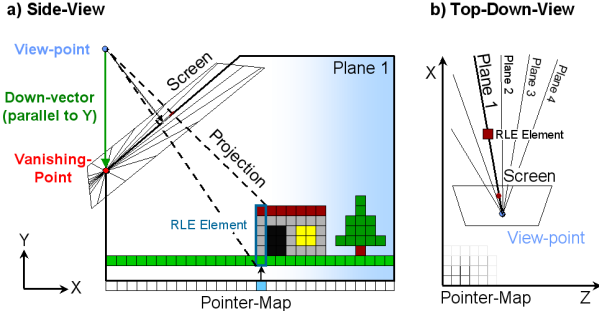 a) Side-View
View-point
Down-vector
(parallel to Y)
Vanishing-
Point
Screen
Plane 1
Projection
RLE Element
Y
X
Pointer-Map
b) Top-Down-View
X
Plane 1
Plane 2
Plane 3
Plane 4
RLE Element
Screen
View-point
Pointer-Map
Z